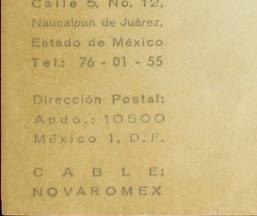 Calle 5, No. 12,
Naucalpan de Juárez,
Estado de México
Tel.: 76 - 01 - 55
Dirección Postal:
Apdo.: 10500
México 1, D. F.
CABLE:
NOVAROMEX